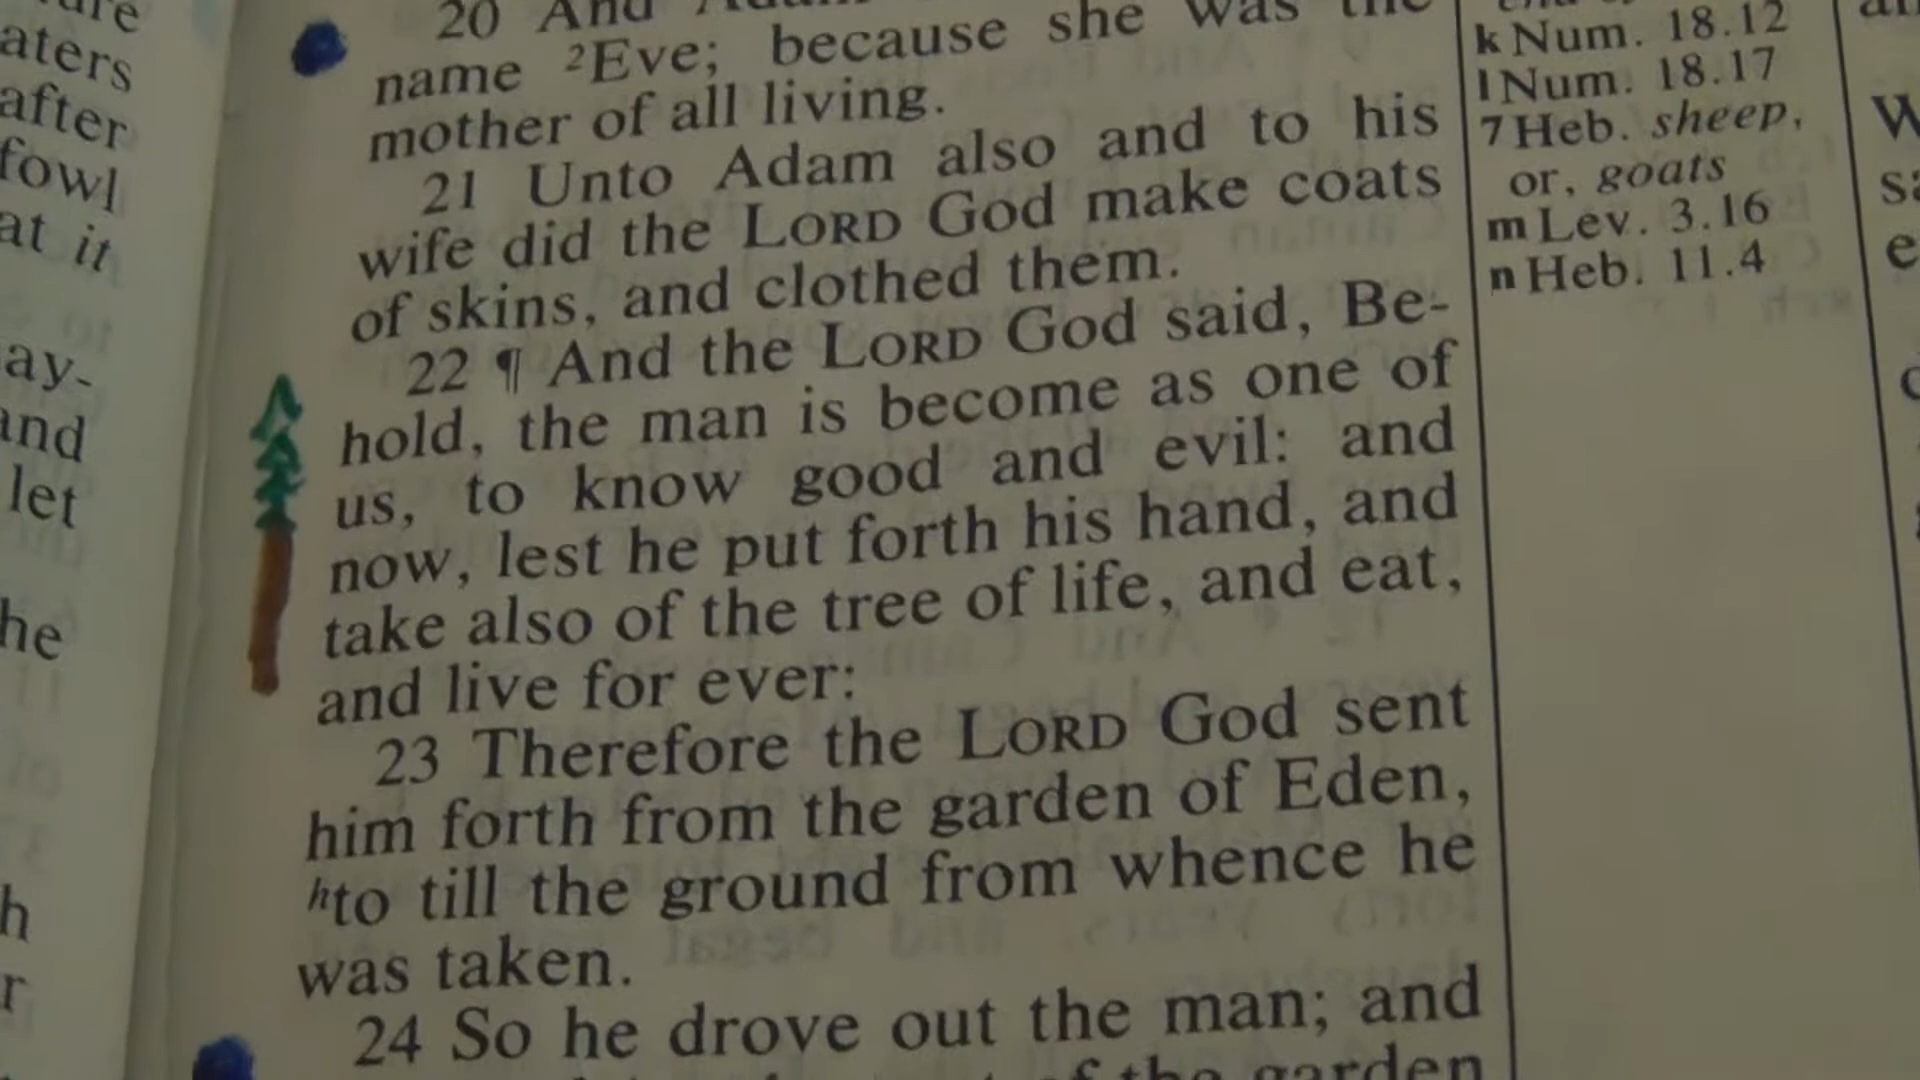 ure
aters
after
fowl
at it
ay-
and
let
he
h
r
20 And Adam
name ²Eve; because she was the
mother of all living.
21 Unto Adam also and to his
wife did the LORD God make coats
of skins, and clothed them.
22 ¶ And the LORD God said, Be-
hold, the man is become as one of
us, to know good and evil: and
now, lest he put forth his hand, and
take also of the tree of life, and eat,
and live for ever:
23 Therefore the LORD God sent
him forth from the garden of Eden,
ʰto till the ground from whence he
was taken.
24 So he drove out the man; and
of the garden
k Num. 18.12
l Num. 18.17
7 Heb. sheep,
or, goats
m Lev. 3.16
n Heb. 11.4